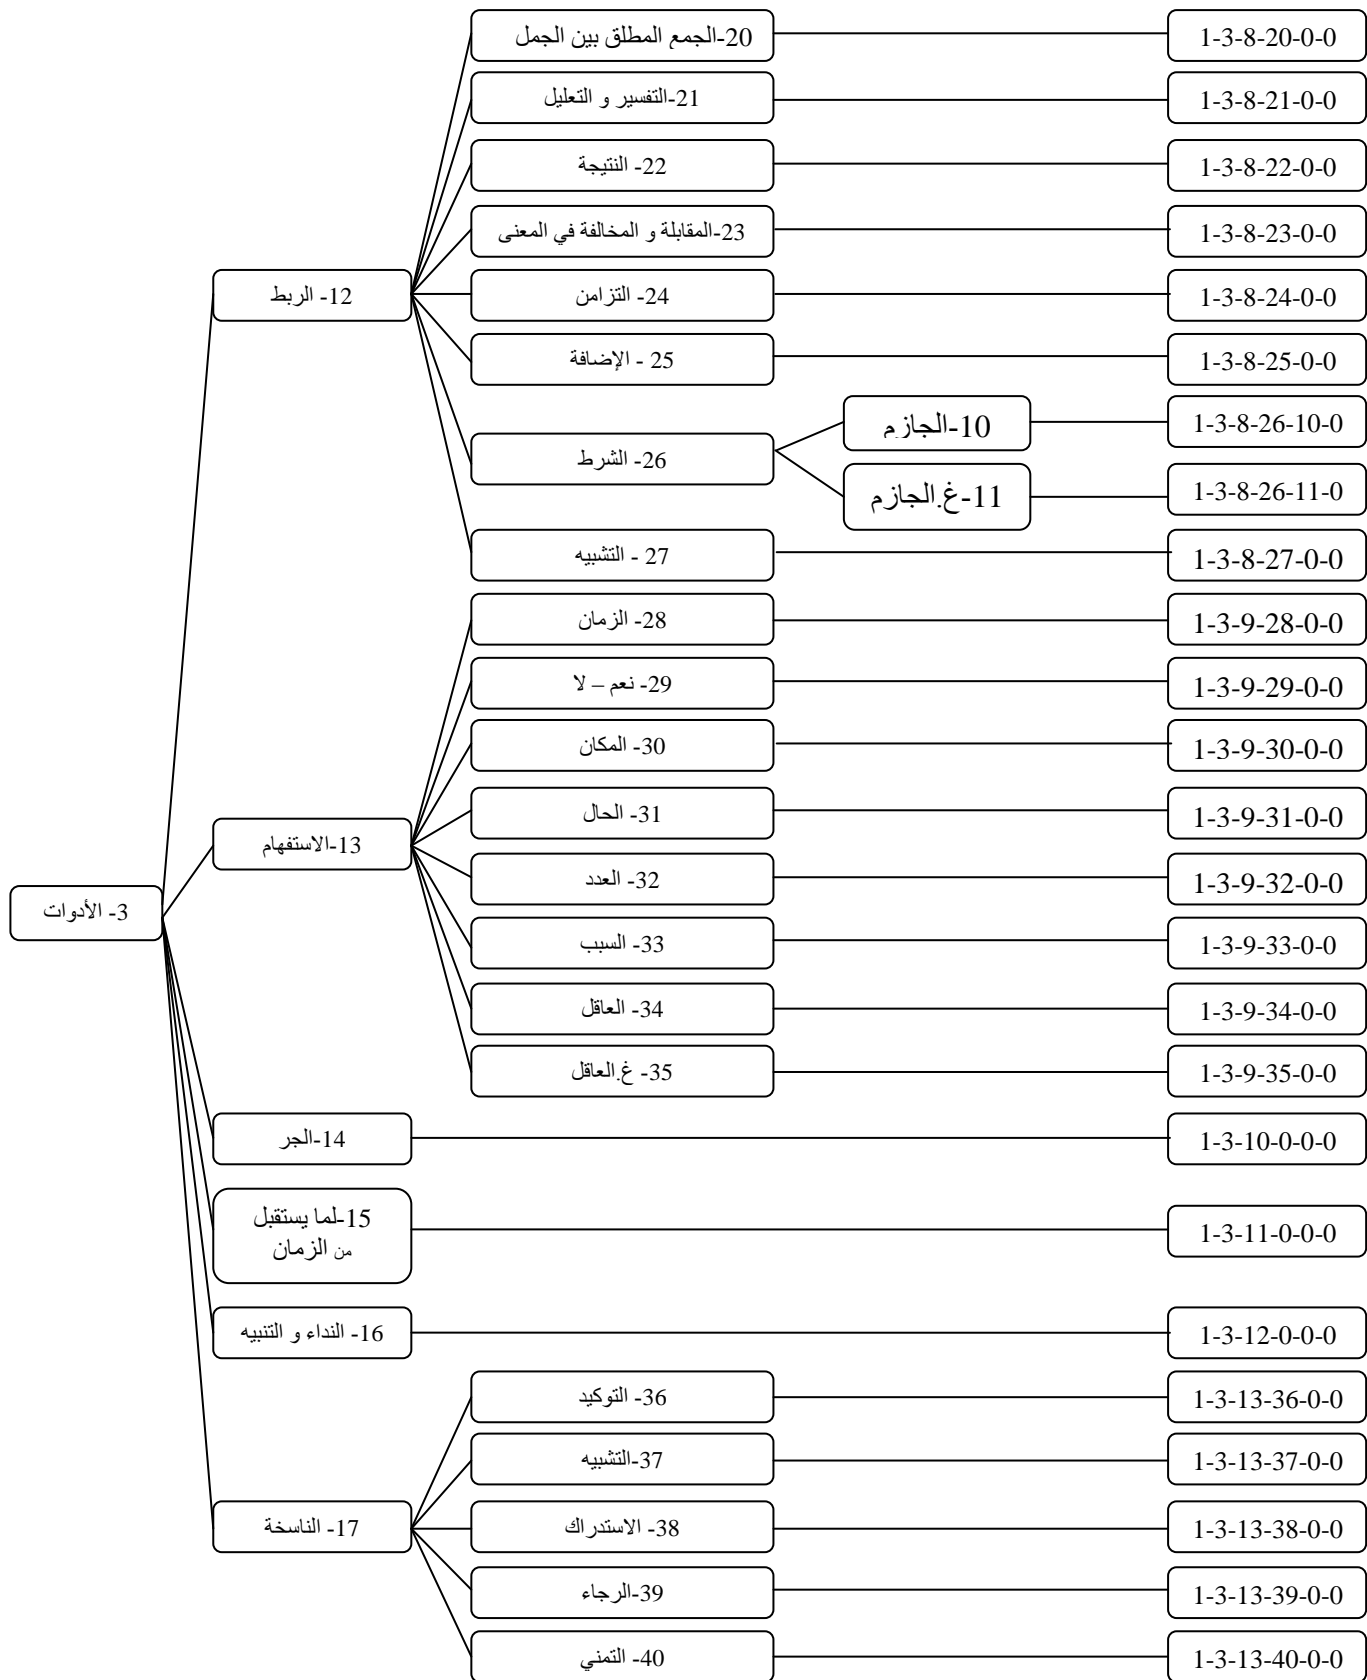 20-الجمع المطلق بين الجمل
1-3-8-20-0-0
21-التفسير و التعليل
1-3-8-21-0-0
22- النتيجة
1-3-8-22-0-0
23-المقابلة و المخالفة في المعنى
1-3-8-23-0-0
12- الربط
24- التزامن
1-3-8-24-0-0
25 - الإضافة
1-3-8-25-0-0
26- الشرط
10-الجازم
1-3-8-26-10-0
11-غ.الجازم
1-3-8-26-11-0
27 - التشبيه
1-3-8-27-0-0
28- الزمان
1-3-9-28-0-0
29- نعم – لا
1-3-9-29-0-0
30- المكان
1-3-9-30-0-0
31- الحال
1-3-9-31-0-0
13-الاستفهام
32- العدد
1-3-9-32-0-0
3- الأدوات
33- السبب
1-3-9-33-0-0
34- العاقل
1-3-9-34-0-0
35- غ.العاقل
1-3-9-35-0-0
14-الجر
1-3-10-0-0-0
15-لما يستقبل
من الزمان
1-3-11-0-0-0
16- النداء و التنبيه
1-3-12-0-0-0
36- التوكيد
1-3-13-36-0-0
37-التشبيه
1-3-13-37-0-0
17- الناسخة
38- الاستدراك
1-3-13-38-0-0
39-الرجاء
1-3-13-39-0-0
40- التمني
1-3-13-40-0-0